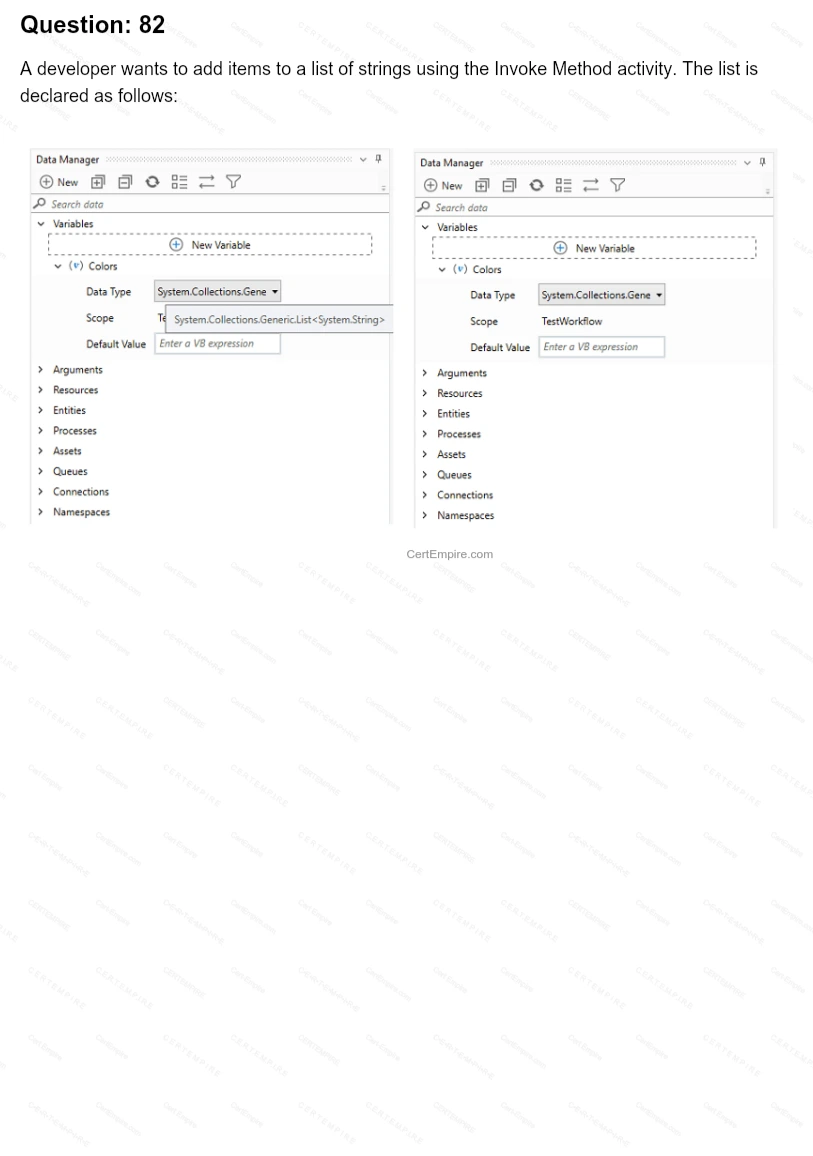 Question: 82
A developer wants to add items to a list of strings using the Invoke Method activity. The list is
declared as follows:
Data Manager
New
Search data
Variables
New Variable
(v) Colors
Data Type System.Collections.Gene
Scope Te System.Collections.Generic.List<System.String>
Default Value Enter a VB expression
Arguments
Resources
Entities
Processes
Assets
Queues
Connections
Namespaces
Data Manager
New
Search data
Variables
New Variable
(v) Colors
Data Type System.Collections.Gene
Scope TestWorkflow
Default Value Enter a VB expression
Arguments
Resources
Entities
Processes
Assets
Queues
Connections
Namespaces
CertEmpire.com